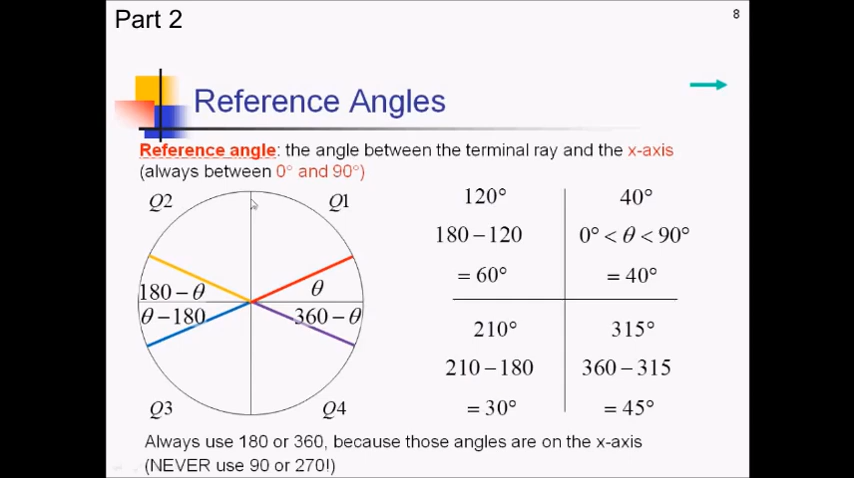 Part 2
8
Reference Angles
Reference angle: the angle between the terminal ray and the x-axis
(always between 0° and 90°)
Q2
Q1
180 − θ
θ
θ − 180
360 − θ
Q3
Q4
120°
180 − 120
= 60°
40°
0° < θ < 90°
= 40°
210°
210 − 180
= 30°
315°
360 − 315
= 45°
Always use 180 or 360, because those angles are on the x-axis
(NEVER use 90 or 270!)